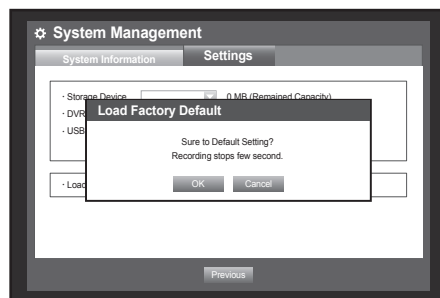 System Management
System Information Settings
· Storage Device 0 MB (Remained Capacity)
· DVR
· USB
Load Factory Default
Sure to Default Setting?
Recording stops few second.
OK Cancel
· Load
Previous